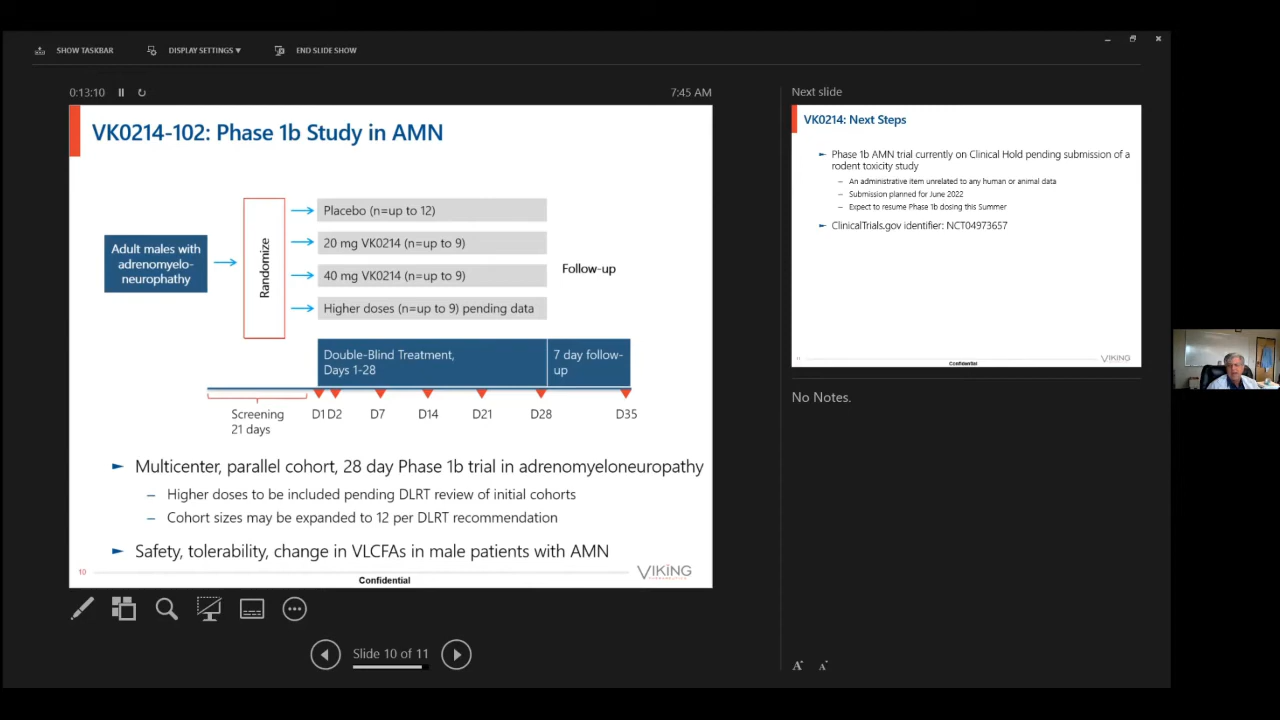 SHOW TASKBAR
DISPLAY SETTINGS ▾
END SLIDE SHOW
0:13:10
7:45 AM
VK0214-102: Phase 1b Study in AMN
Adult males with
adrenomyelo-
neurophathy
Randomize
Placebo (n=up to 12)
20 mg VK0214 (n=up to 9)
40 mg VK0214 (n=up to 9)
Higher doses (n=up to 9) pending data
Follow-up
Double-Blind Treatment,
Days 1-28
7 day follow-
up
Screening
21 days
D1 D2 D7 D14 D21 D28 D35
► Multicenter, parallel cohort, 28 day Phase 1b trial in adrenomyeloneuropathy
– Higher doses to be included pending DLRT review of initial cohorts
– Cohort sizes may be expanded to 12 per DLRT recommendation
► Safety, tolerability, change in VLCFAs in male patients with AMN
10
Confidential
VIKING
Slide 10 of 11
Next slide
VK0214: Next Steps
► Phase 1b AMN trial currently on Clinical Hold pending submission of a
rodent toxicity study
– An administrative item unrelated to any human or animal data
– Submission planned for June 2022
– Expect to resume Phase 1b dosing this Summer
► ClinicalTrials.gov identifier: NCT04973657
Confidential
VIKING
No Notes.
A A